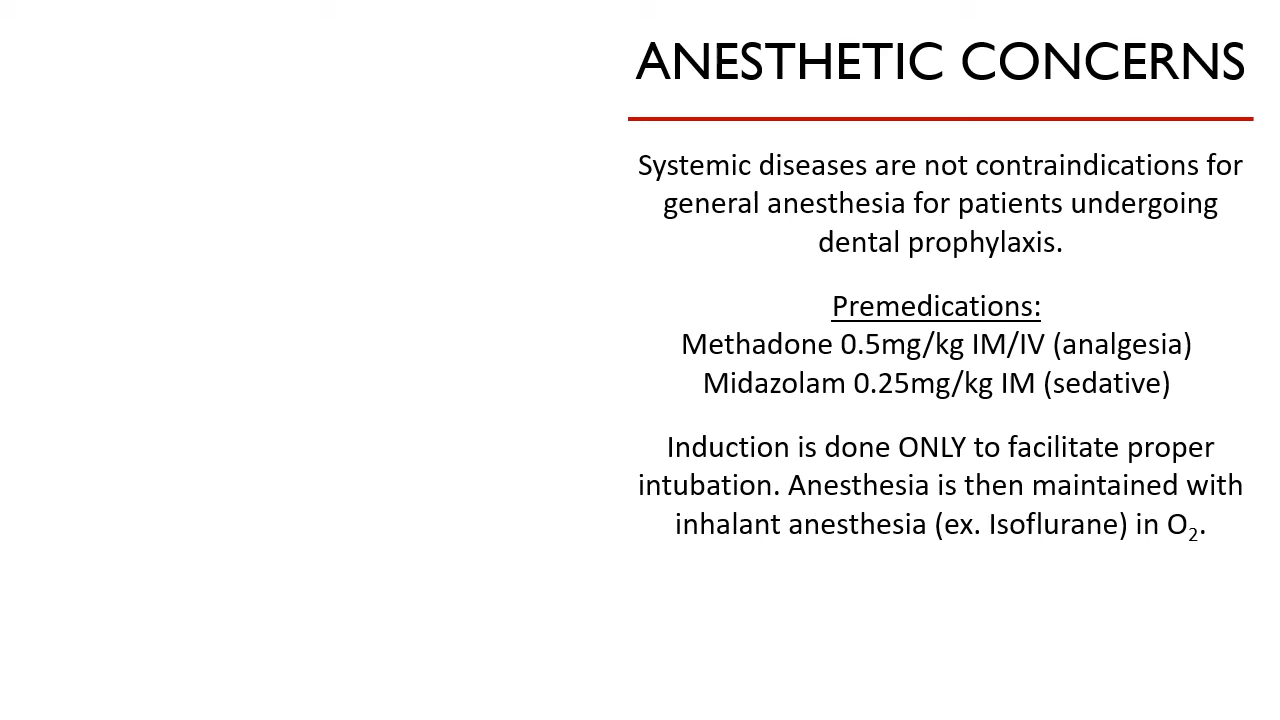 ANESTHETIC CONCERNS
Systemic diseases are not contraindications for
general anesthesia for patients undergoing
dental prophylaxis.
Premedications:
Methadone 0.5mg/kg IM/IV (analgesia)
Midazolam 0.25mg/kg IM (sedative)
Induction is done ONLY to facilitate proper
intubation. Anesthesia is then maintained with
inhalant anesthesia (ex. Isoflurane) in O₂.